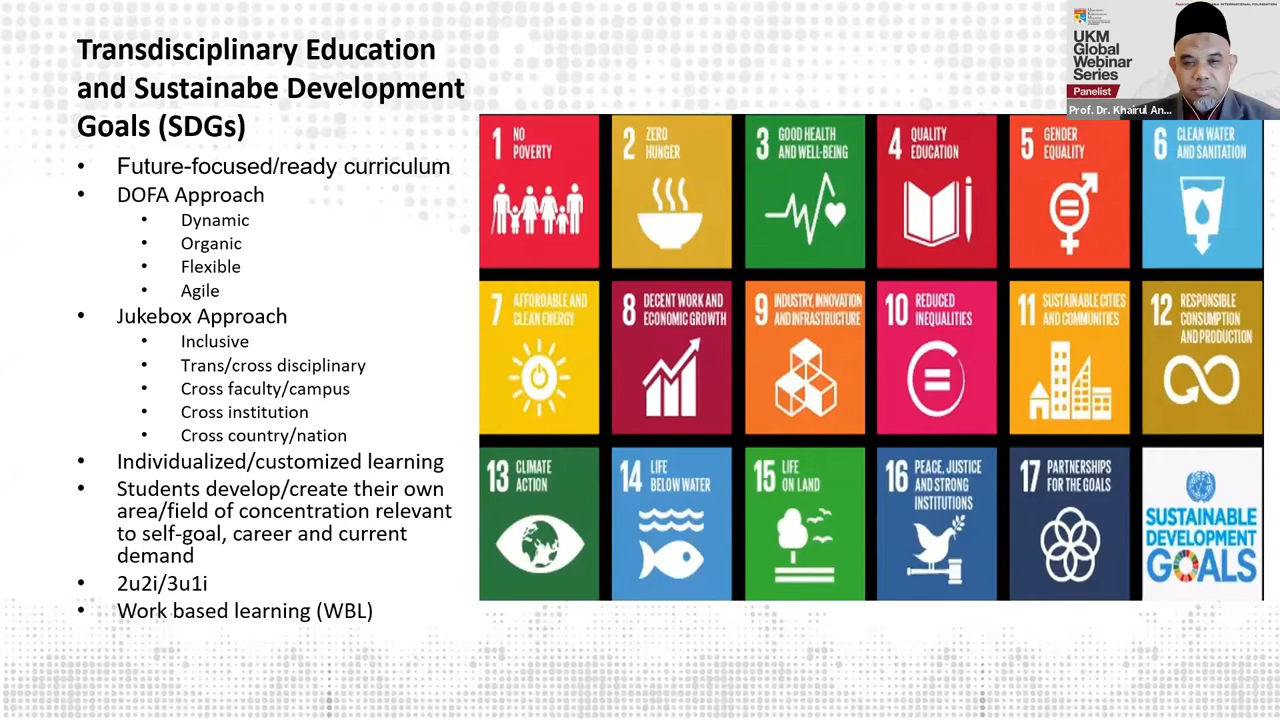 Transdisciplinary Education
and Sustainabe Development
Goals (SDGs)
• Future-focused/ready curriculum
• DOFA Approach
• Dynamic
• Organic
• Flexible
• Agile
• Jukebox Approach
• Inclusive
• Trans/cross disciplinary
• Cross faculty/campus
• Cross institution
• Cross country/nation
• Individualized/customized learning
• Students develop/create their own
area/field of concentration relevant
to self-goal, career and current
demand
• 2u2i/3u1i
• Work based learning (WBL)
UKM
Global
Webinar
Series
Panelist
Prof. Dr. Khairul An...
1 NO
POVERTY
2 ZERO
HUNGER
3 GOOD HEALTH
AND WELL-BEING
4 QUALITY
EDUCATION
5 GENDER
EQUALITY
6 CLEAN WATER
AND SANITATION
7 AFFORDABLE AND
CLEAN ENERGY
8 DECENT WORK AND
ECONOMIC GROWTH
9 INDUSTRY, INNOVATION
AND INFRASTRUCTURE
10 REDUCED
INEQUALITIES
11 SUSTAINABLE CITIES
AND COMMUNITIES
12 RESPONSIBLE
CONSUMPTION
AND PRODUCTION
13 CLIMATE
ACTION
14 LIFE
BELOW WATER
15 LIFE
ON LAND
16 PEACE, JUSTICE
AND STRONG
INSTITUTIONS
17 PARTNERSHIPS
FOR THE GOALS
SUSTAINABLE
DEVELOPMENT
GOALS